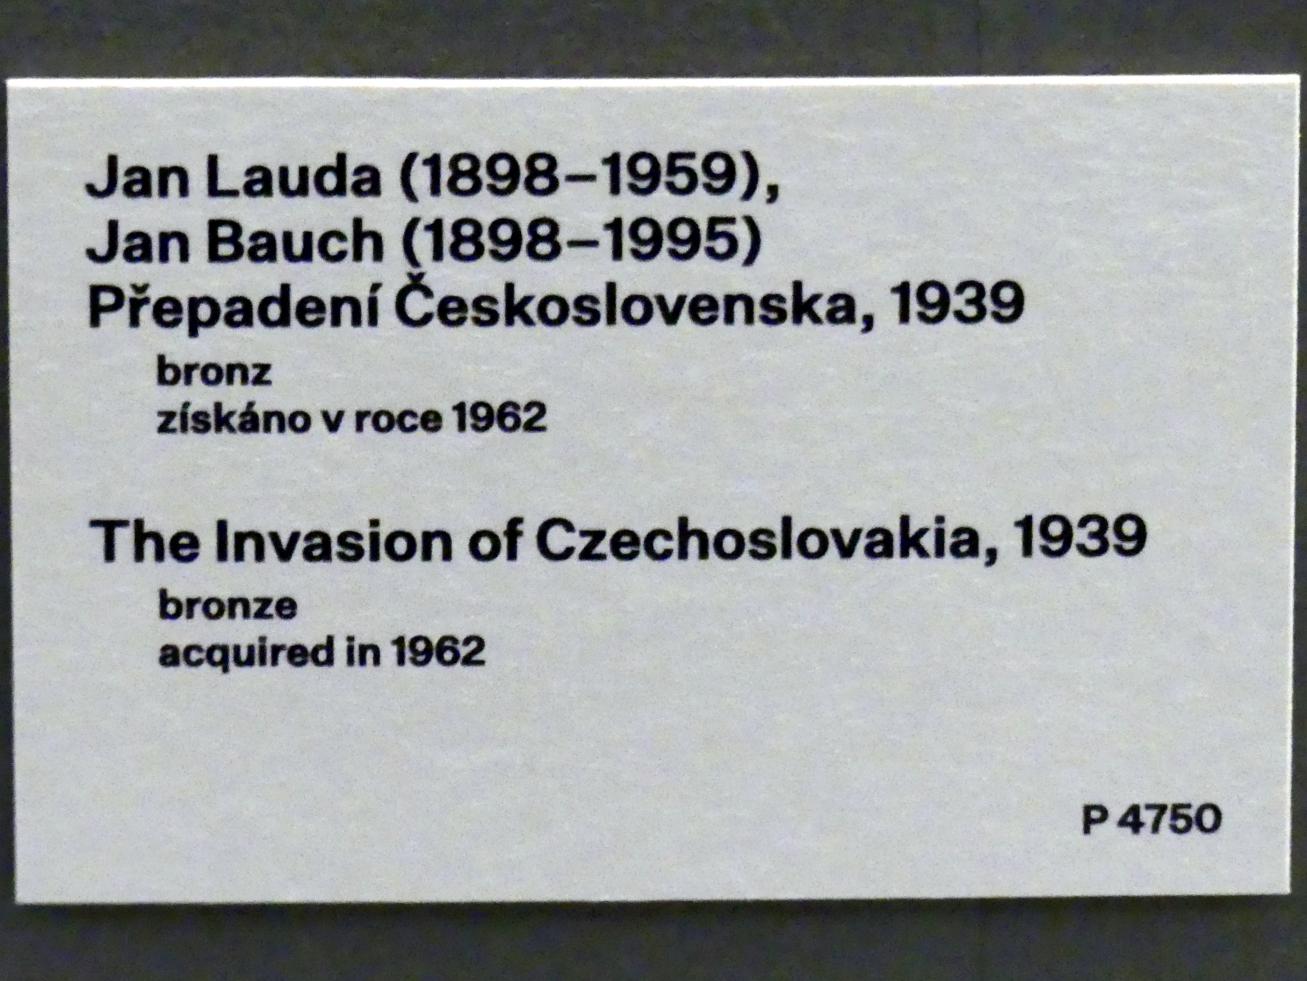 Jan Lauda (1898–1959),
Jan Bauch (1898–1995)
Přepadení Československa, 1939
bronz
získáno v roce 1962
The Invasion of Czechoslovakia, 1939
bronze
acquired in 1962
P 4750